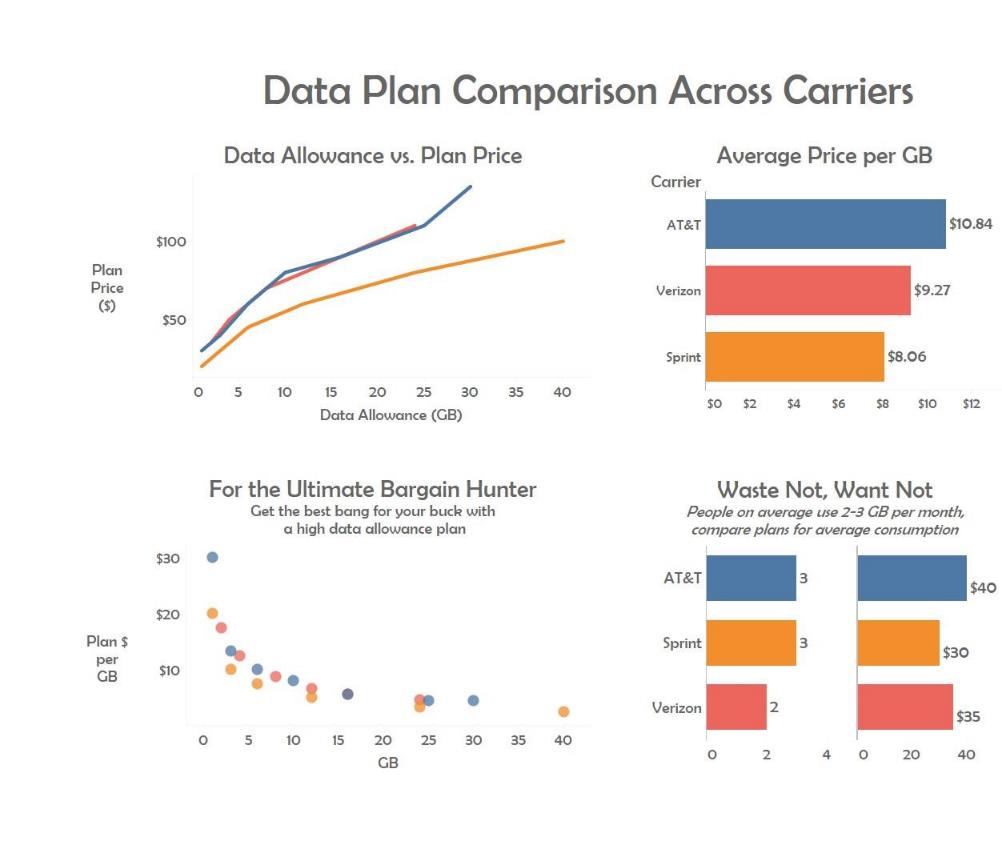 Data Plan Comparison Across Carriers
Data Allowance vs. Plan Price
Plan
Price
($)
$100
$50
0 5 10 15 20 25 30 35 40
Data Allowance (GB)
Average Price per GB
Carrier
AT&T $10.84
Verizon $9.27
Sprint $8.06
$0 $2 $4 $6 $8 $10 $12
For the Ultimate Bargain Hunter
Get the best bang for your buck with
a high data allowance plan
Plan $
per
GB
$30
$20
$10
0 5 10 15 20 25 30 35 40
GB
Waste Not, Want Not
People on average use 2-3 GB per month,
compare plans for average consumption
AT&T 3 $40
Sprint 3 $30
Verizon 2 $35
0 2 4 0 20 40